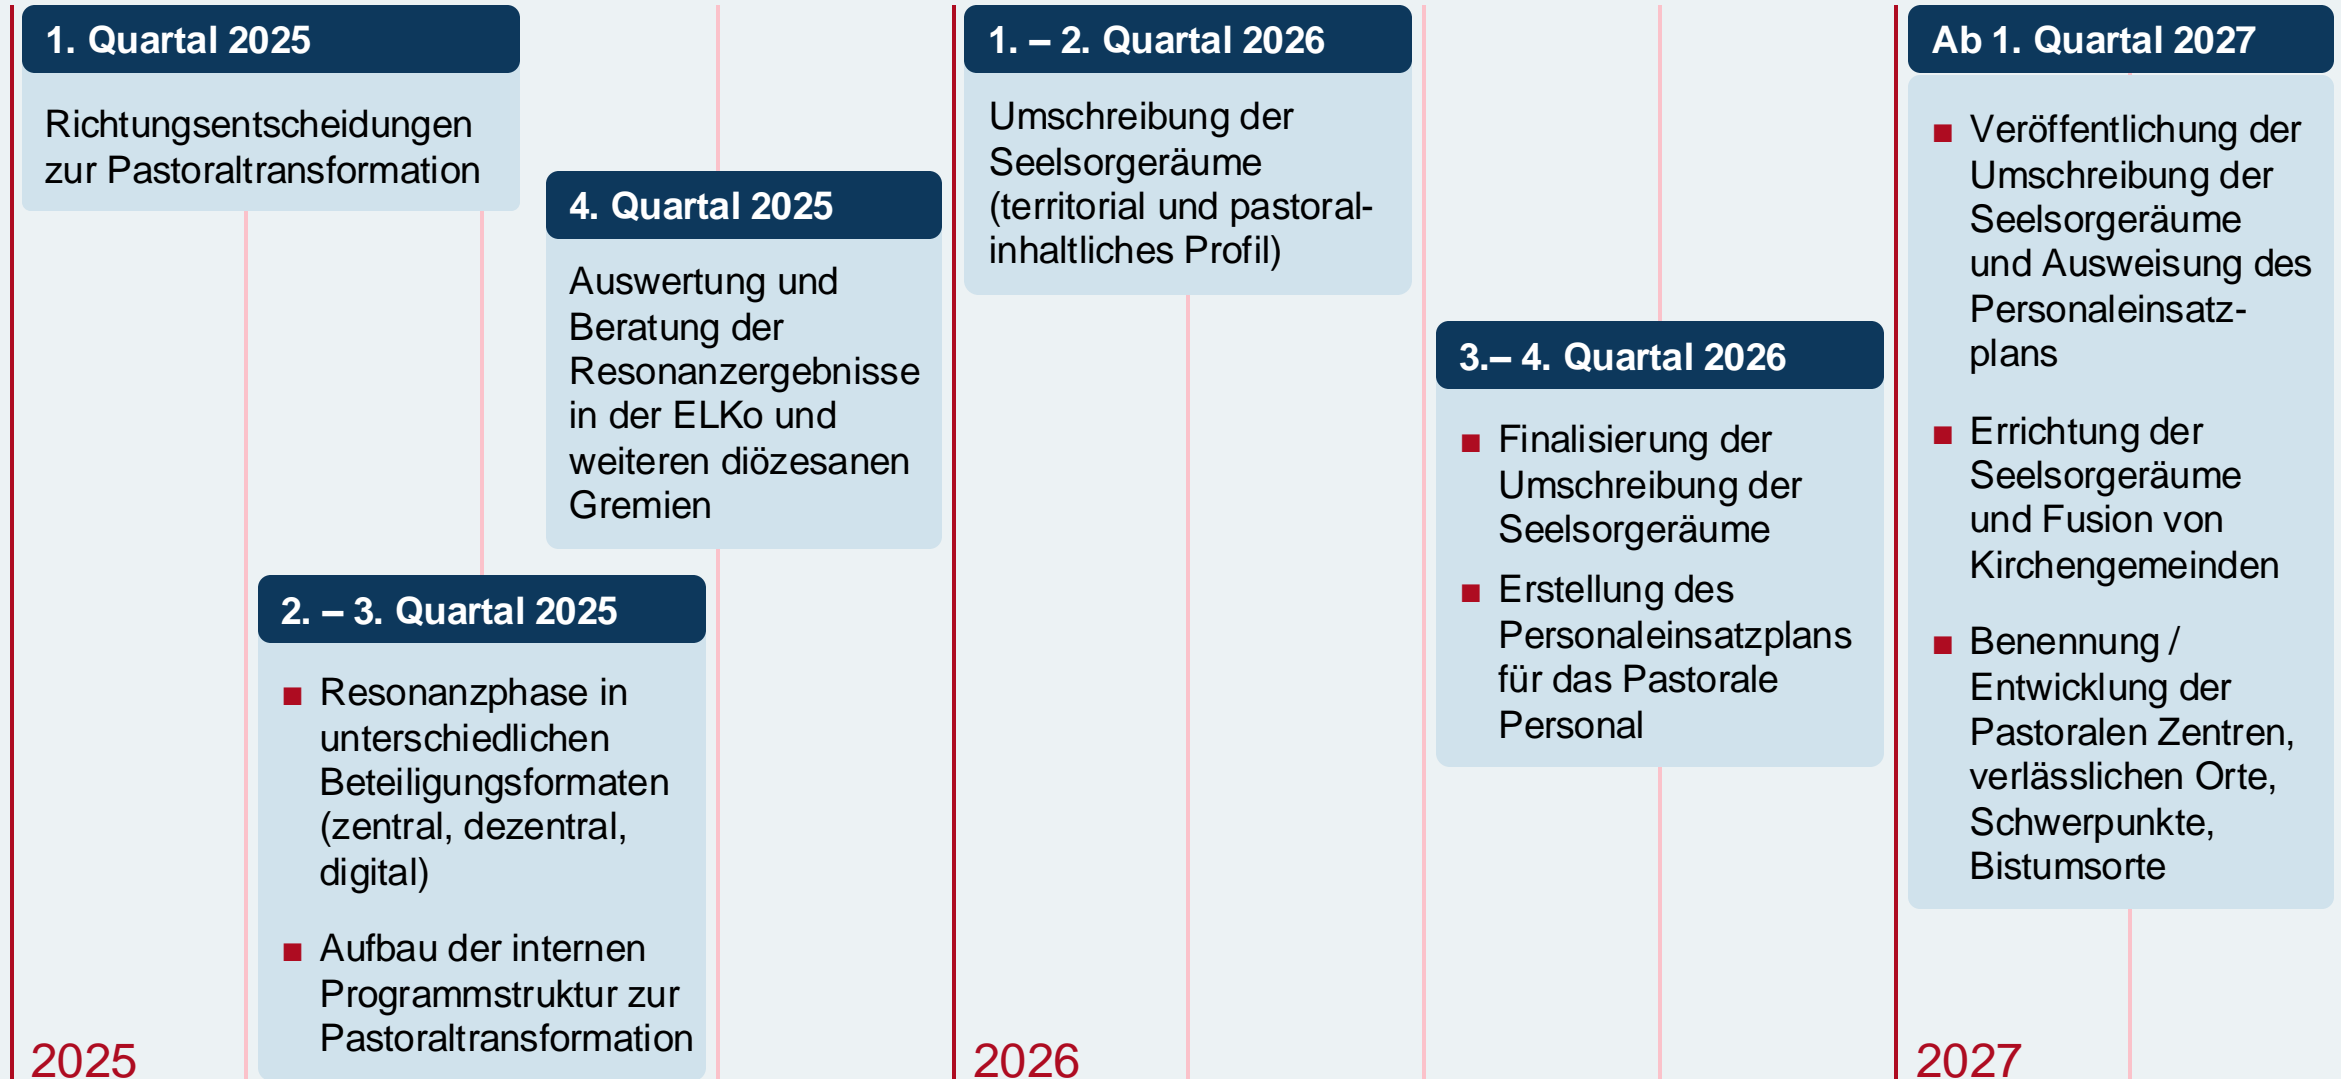 1. Quartal 2025
Richtungsentscheidungen
zur Pastoraltransformation
2. – 3. Quartal 2025
■ Resonanzphase in
unterschiedlichen
Beteiligungsformaten
(zentral, dezentral,
digital)
■ Aufbau der internen
Programmstruktur zur
Pastoraltransformation
4. Quartal 2025
Auswertung und
Beratung der
Resonanzergebnisse
in der ELKo und
weiteren diözesanen
Gremien
1. – 2. Quartal 2026
Umschreibung der
Seelsorgeräume
(territorial und pastoral-
inhaltliches Profil)
3.– 4. Quartal 2026
■ Finalisierung der
Umschreibung der
Seelsorgeräume
■ Erstellung des
Personaleinsatzplans
für das Pastorale
Personal
Ab 1. Quartal 2027
■ Veröffentlichung der
Umschreibung der
Seelsorgeräume
und Ausweisung des
Personaleinsatz-
plans
■ Errichtung der
Seelsorgeräume
und Fusion von
Kirchengemeinden
■ Benennung /
Entwicklung der
Pastoralen Zentren,
verlässlichen Orte,
Schwerpunkte,
Bistumsorte
2025
2026
2027